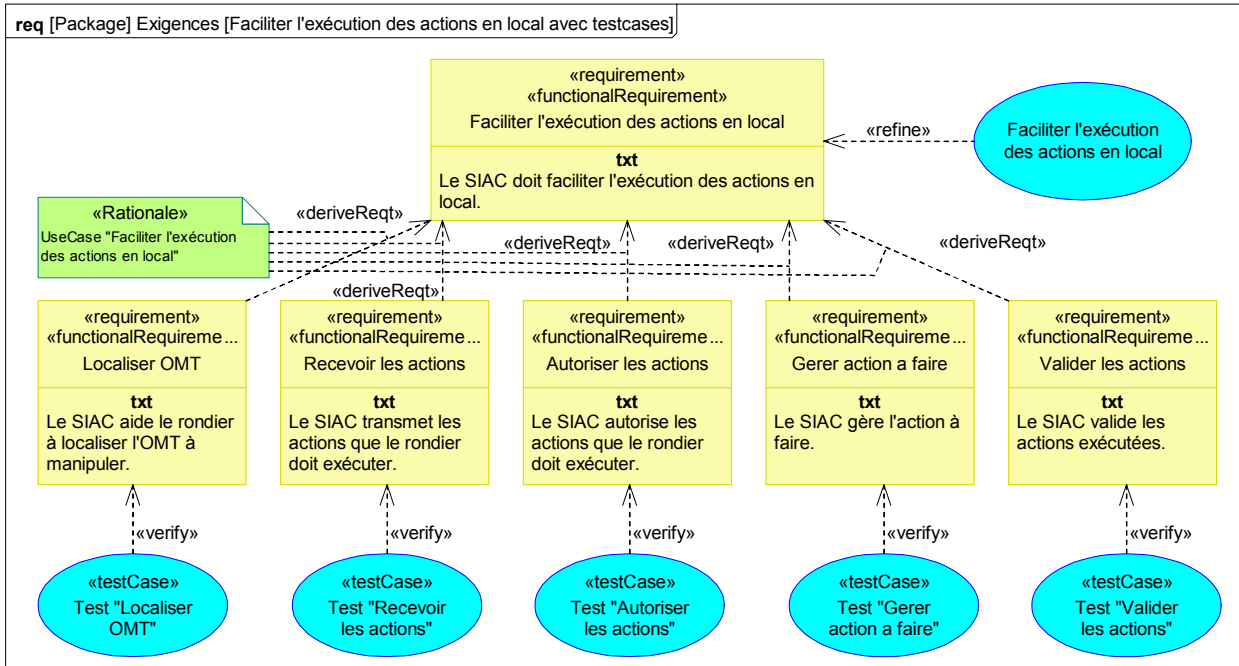 req [Package] Exigences [Faciliter l'exécution des actions en local avec testcases]
«requirement»
«functionalRequirement»
Faciliter l'exécution des actions en local
txt
Le SIAC doit faciliter l'exécution des actions en
local.
«refine»
Faciliter l'exécution
des actions en local
«Rationale»
UseCase "Faciliter l'exécution
des actions en local"
«deriveReqt»
«deriveReqt»
«deriveReqt»
«deriveReqt»
«deriveReqt»
«requirement»
«functionalRequireme...
Localiser OMT
txt
Le SIAC aide le rondier
à localiser l'OMT à
manipuler.
«requirement»
«functionalRequireme...
Recevoir les actions
txt
Le SIAC transmet les
actions que le rondier
doit exécuter.
«requirement»
«functionalRequireme...
Autoriser les actions
txt
Le SIAC autorise les
actions que le rondier
doit exécuter.
«requirement»
«functionalRequireme...
Gerer action a faire
txt
Le SIAC gère l'action à
faire.
«requirement»
«functionalRequireme...
Valider les actions
txt
Le SIAC valide les
actions exécutées.
«verify»
«verify»
«verify»
«verify»
«verify»
«testCase»
Test "Localiser
OMT"
«testCase»
Test "Recevoir
les actions"
«testCase»
Test "Autoriser
les actions"
«testCase»
Test "Gerer
action a faire"
«testCase»
Test "Valider
les actions"